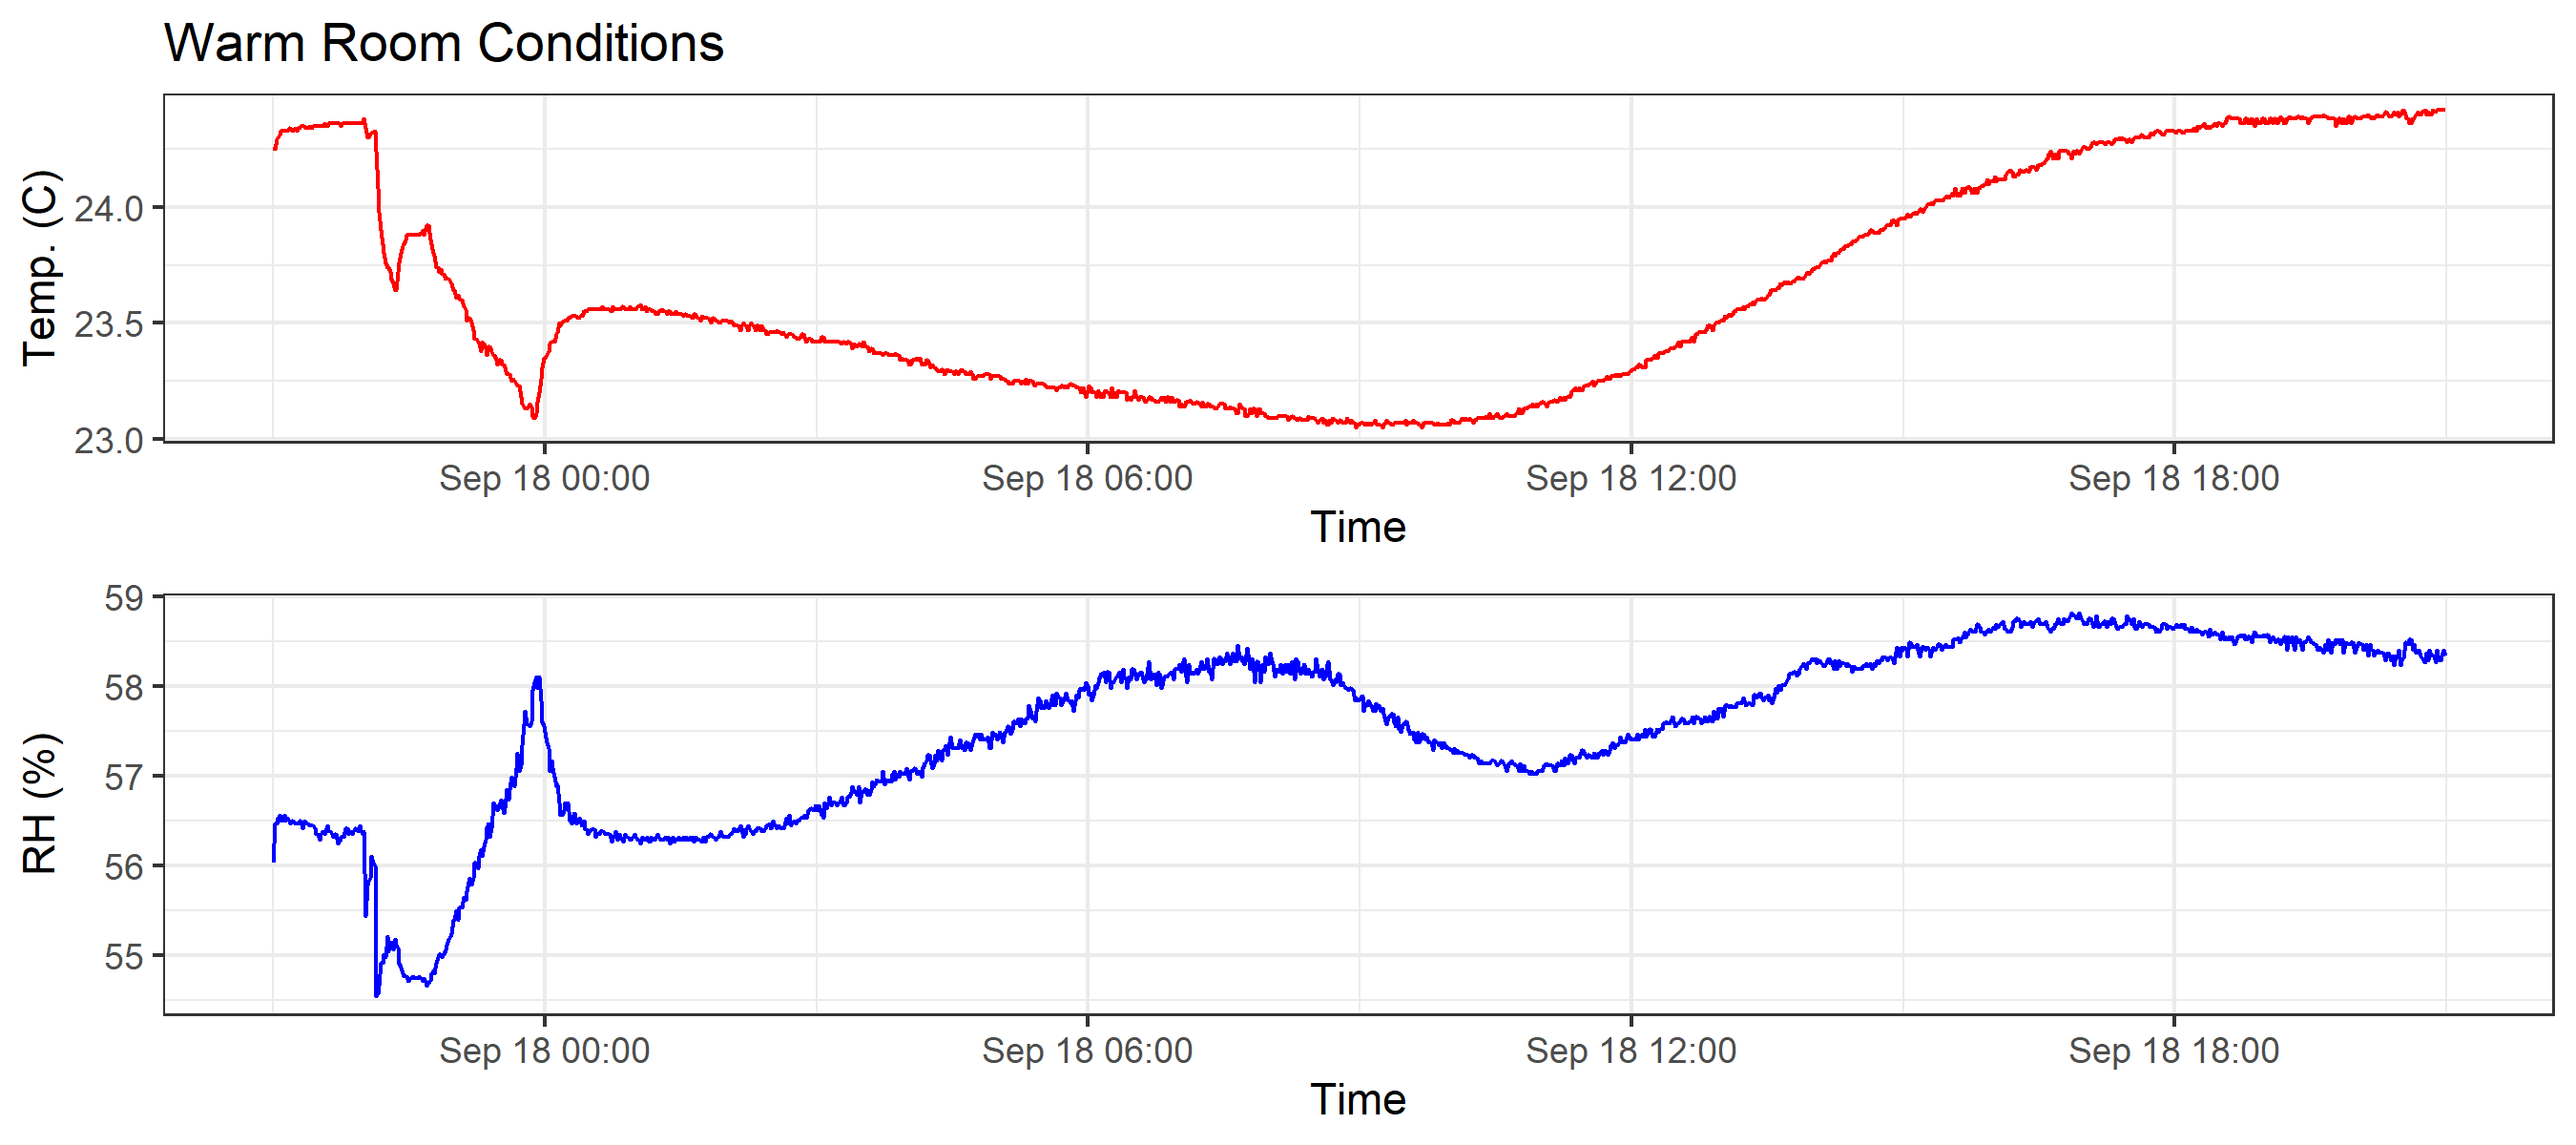 Warm Room Conditions
Temp. (C)
24.0
23.5
23.0
Sep 18 00:00 Sep 18 06:00 Sep 18 12:00 Sep 18 18:00
Time
RH (%)
59
58
57
56
55
Sep 18 00:00 Sep 18 06:00 Sep 18 12:00 Sep 18 18:00
Time